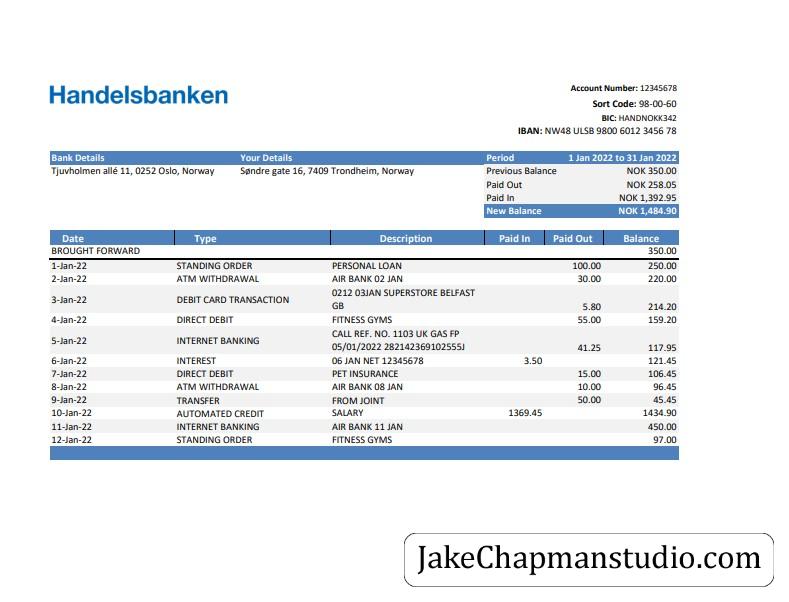 Handelsbanken
Account Number: 12345678
Sort Code: 98-00-60
BIC: HANDNOKK342
IBAN: NW48 ULSB 9800 6012 3456 78
Bank Details Your Details Period 1 Jan 2022 to 31 Jan 2022
Tjuvholmen allé 11, 0252 Oslo, Norway Søndre gate 16, 7409 Trondheim, Norway Previous Balance NOK 350.00
Paid Out NOK 258.05
Paid In NOK 1,392.95
New Balance NOK 1,484.90
Date Type Description Paid In Paid Out Balance
BROUGHT FORWARD 350.00
1-Jan-22 STANDING ORDER PERSONAL LOAN 100.00 250.00
2-Jan-22 ATM WITHDRAWAL AIR BANK 02 JAN 30.00 220.00
3-Jan-22 DEBIT CARD TRANSACTION 0212 03JAN SUPERSTORE BELFAST
GB 5.80 214.20
4-Jan-22 DIRECT DEBIT FITNESS GYMS 55.00 159.20
5-Jan-22 INTERNET BANKING CALL REF. NO. 1103 UK GAS FP
05/01/2022 282142369102555J 41.25 117.95
6-Jan-22 INTEREST 06 JAN NET 12345678 3.50 121.45
7-Jan-22 DIRECT DEBIT PET INSURANCE 15.00 106.45
8-Jan-22 ATM WITHDRAWAL AIR BANK 08 JAN 10.00 96.45
9-Jan-22 TRANSFER FROM JOINT 50.00 45.45
10-Jan-22 AUTOMATED CREDIT SALARY 1369.45 1434.90
11-Jan-22 INTERNET BANKING AIR BANK 11 JAN 450.00
12-Jan-22 STANDING ORDER FITNESS GYMS 97.00
JakeChapmanstudio.com